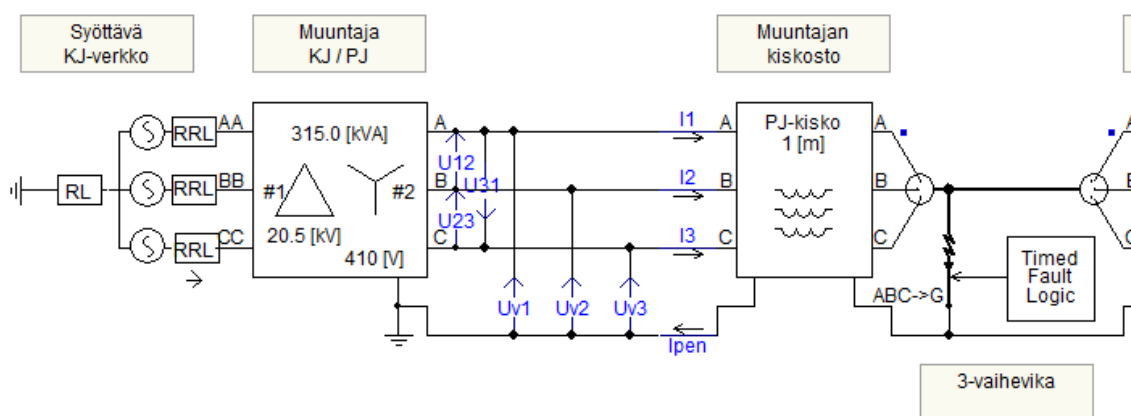 Syöttävä
KJ-verkko
Muuntaja
KJ / PJ
Muuntajan
kiskosto
RL
RRL
RRL
RRL
AA
BB
CC
315.0 [kVA]
#1
#2
20.5 [kV]
410 [V]
A
B
C
U12
U31
U23
Uv1
Uv2
Uv3
I1
I2
I3
Ipen
A
B
C
PJ-kisko
1 [m]
A
B
C
ABC->G
Timed
Fault
Logic
A
3-vaihevika